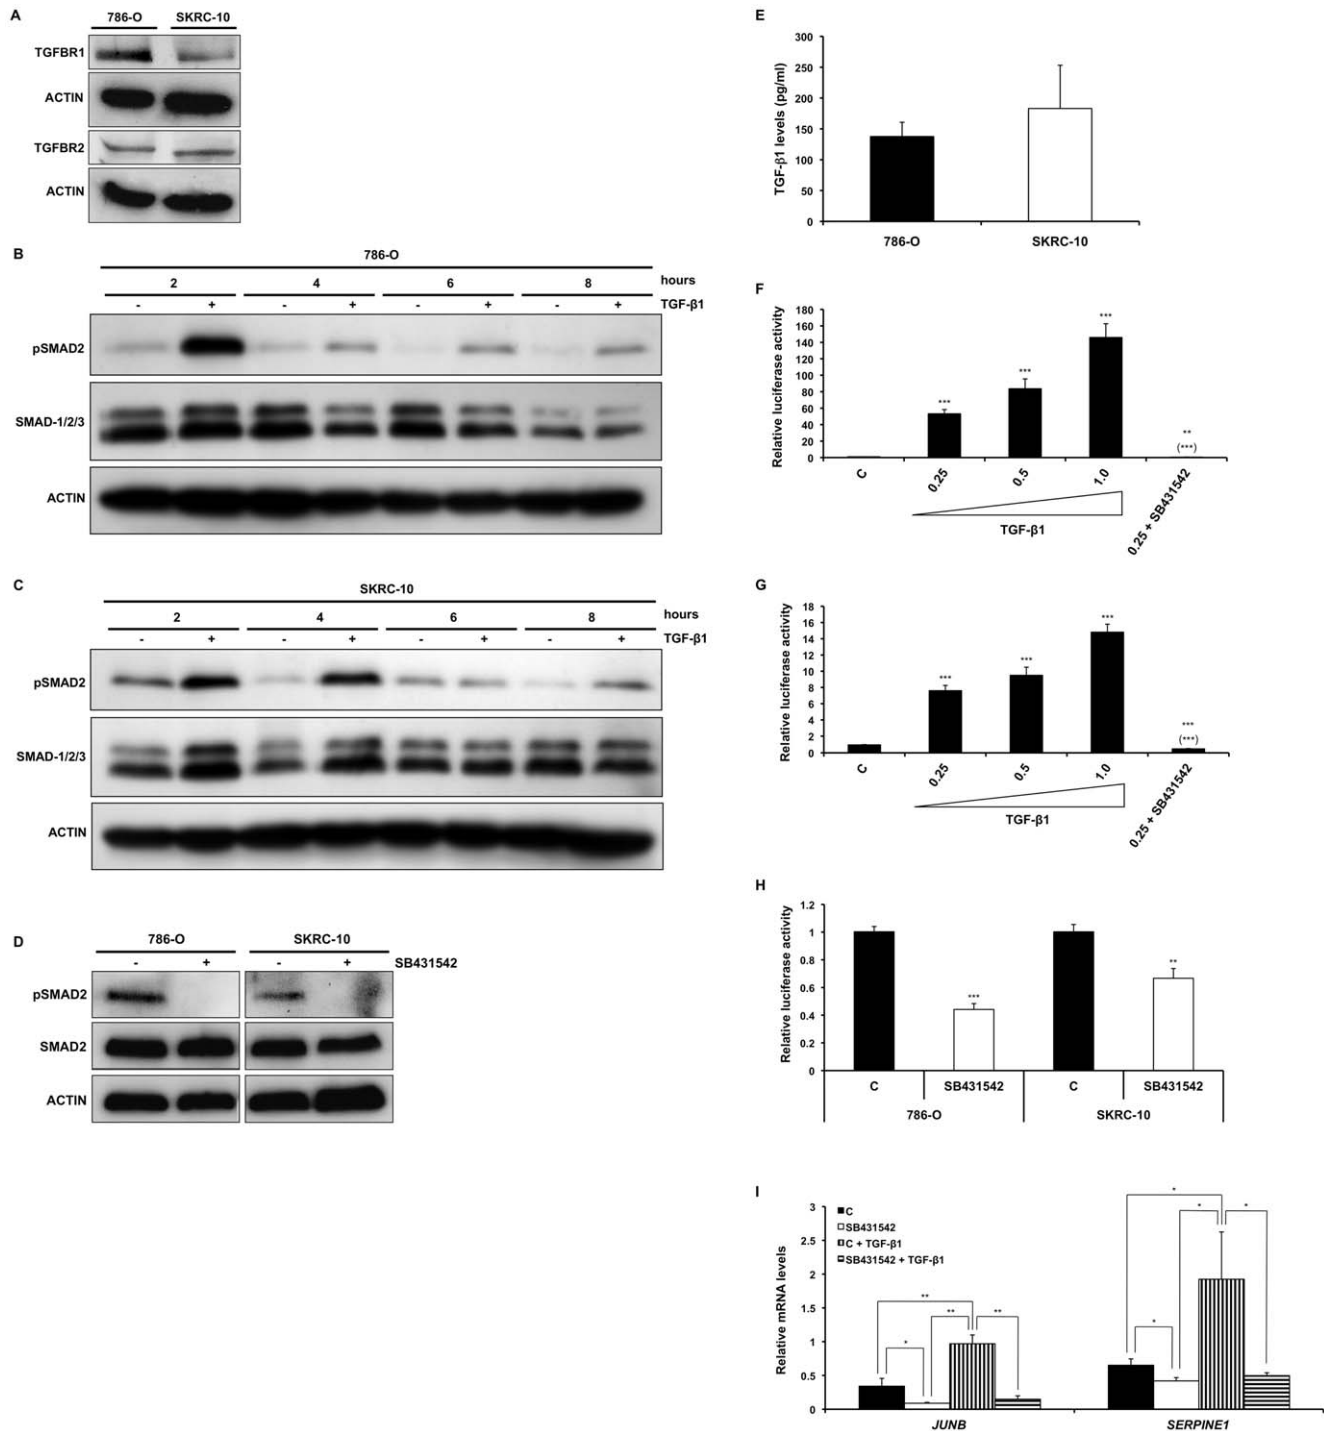 A
786-O SKRC-10
TGFBR1
ACTIN
TGFBR2
ACTIN
B
786-O
2 4 6 8 hours
- + - + - + - + TGF-β1
pSMAD2
SMAD-1/2/3
ACTIN
C
SKRC-10
2 4 6 8 hours
- + - + - + - + TGF-β1
pSMAD2
SMAD-1/2/3
ACTIN
D
786-O SKRC-10
- + - + SB431542
pSMAD2
SMAD2
ACTIN
E
TGF-β1 levels (pg/ml)
300
250
200
150
100
50
0
786-O SKRC-10
F
Relative luciferase activity
180
160
140
120
100
80
60
40
20
0
*** *** *** **
(***)
C 0.25 0.5 1.0 0.25 + SB431542
TGF-β1
G
Relative luciferase activity
18
16
14
12
10
8
6
4
2
0
*** *** *** ***
(***)
C 0.25 0.5 1.0 0.25 + SB431542
TGF-β1
H
Relative luciferase activity
1.2
1
0.8
0.6
0.4
0.2
0
*** **
C SB431542 C SB431542
786-O SKRC-10
I
Relative mRNA levels
3
2.5
2
1.5
1
0.5
0
C
SB431542
C + TGF-β1
SB431542 + TGF-β1
** ** ** *
* * * *
JUNB SERPINE1